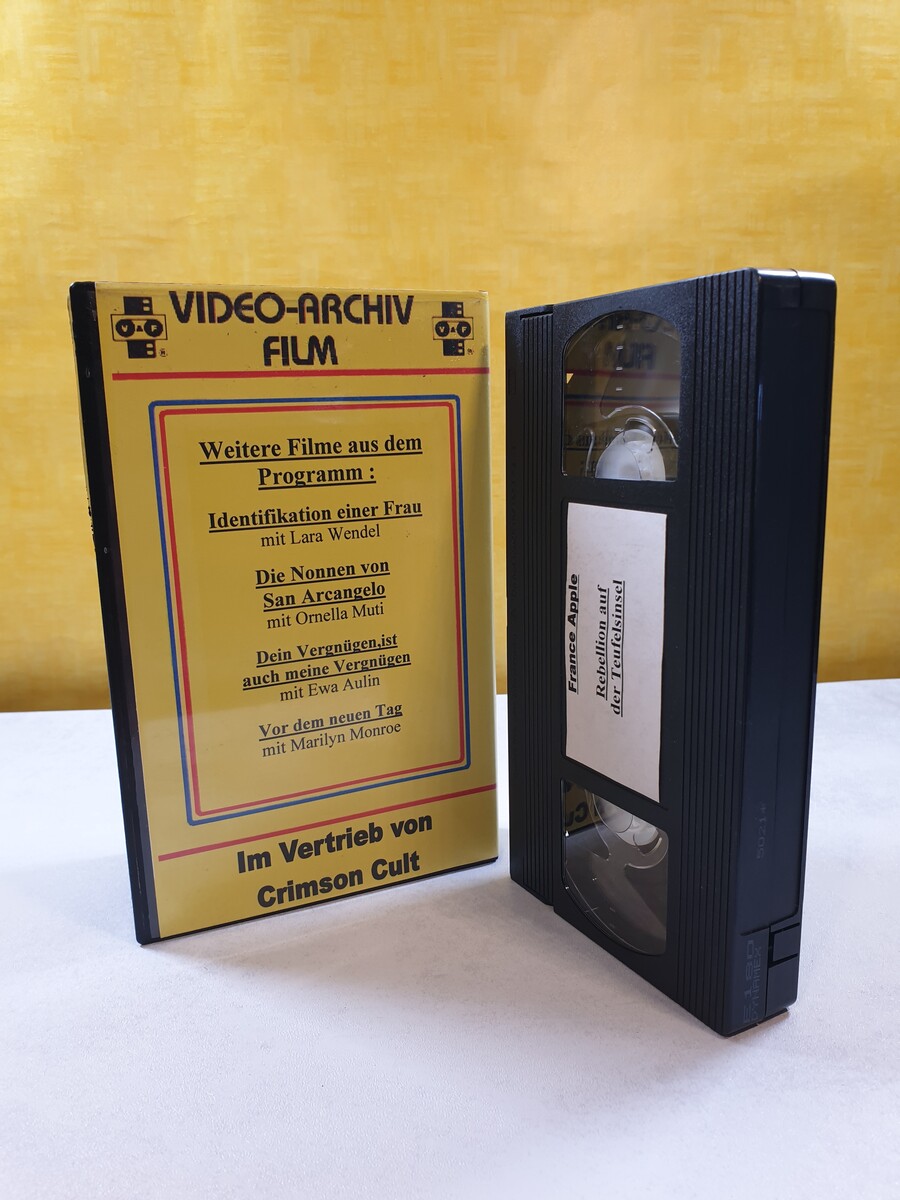 VIDEO-ARCHIV
FILM
V A F
V A F
Weitere Filme aus dem
Programm :
Identifikation einer Frau
mit Lara Wendel
Die Nonnen von
San Arcangelo
mit Ornella Muti
Dein Vergnügen,ist
auch meine Vergnügen
mit Ewa Aulin
Vor dem neuen Tag
mit Marilyn Monroe
Im Vertrieb von
Crimson Cult
France Apple
Rebellion auf
der Teufelsinsel